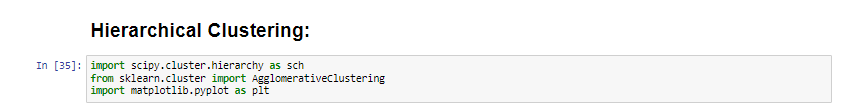 Hierarchical Clustering:
In [35]: import scipy.cluster.hierarchy as sch
from sklearn.cluster import AgglomerativeClustering
import matplotlib.pyplot as plt